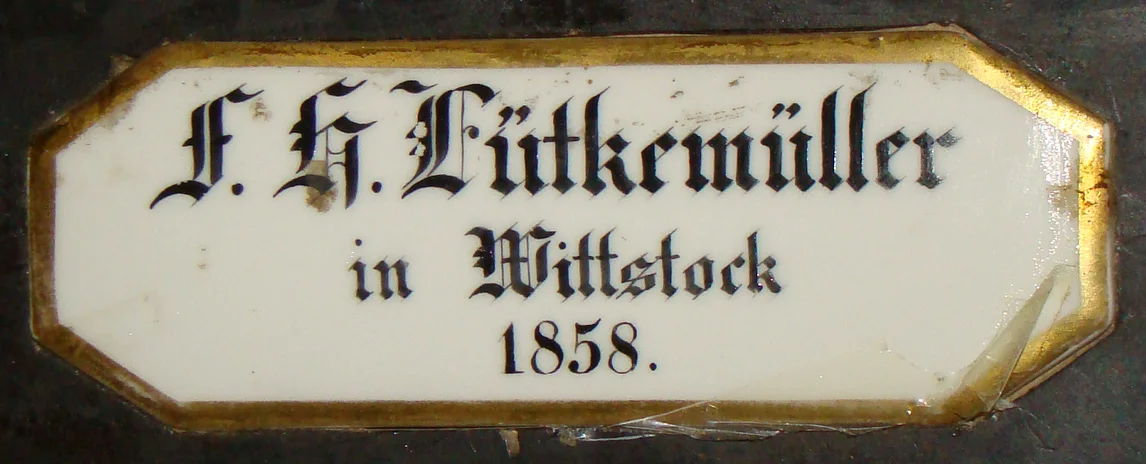 F. H. Lütkemüller
in Wittstock
1858.